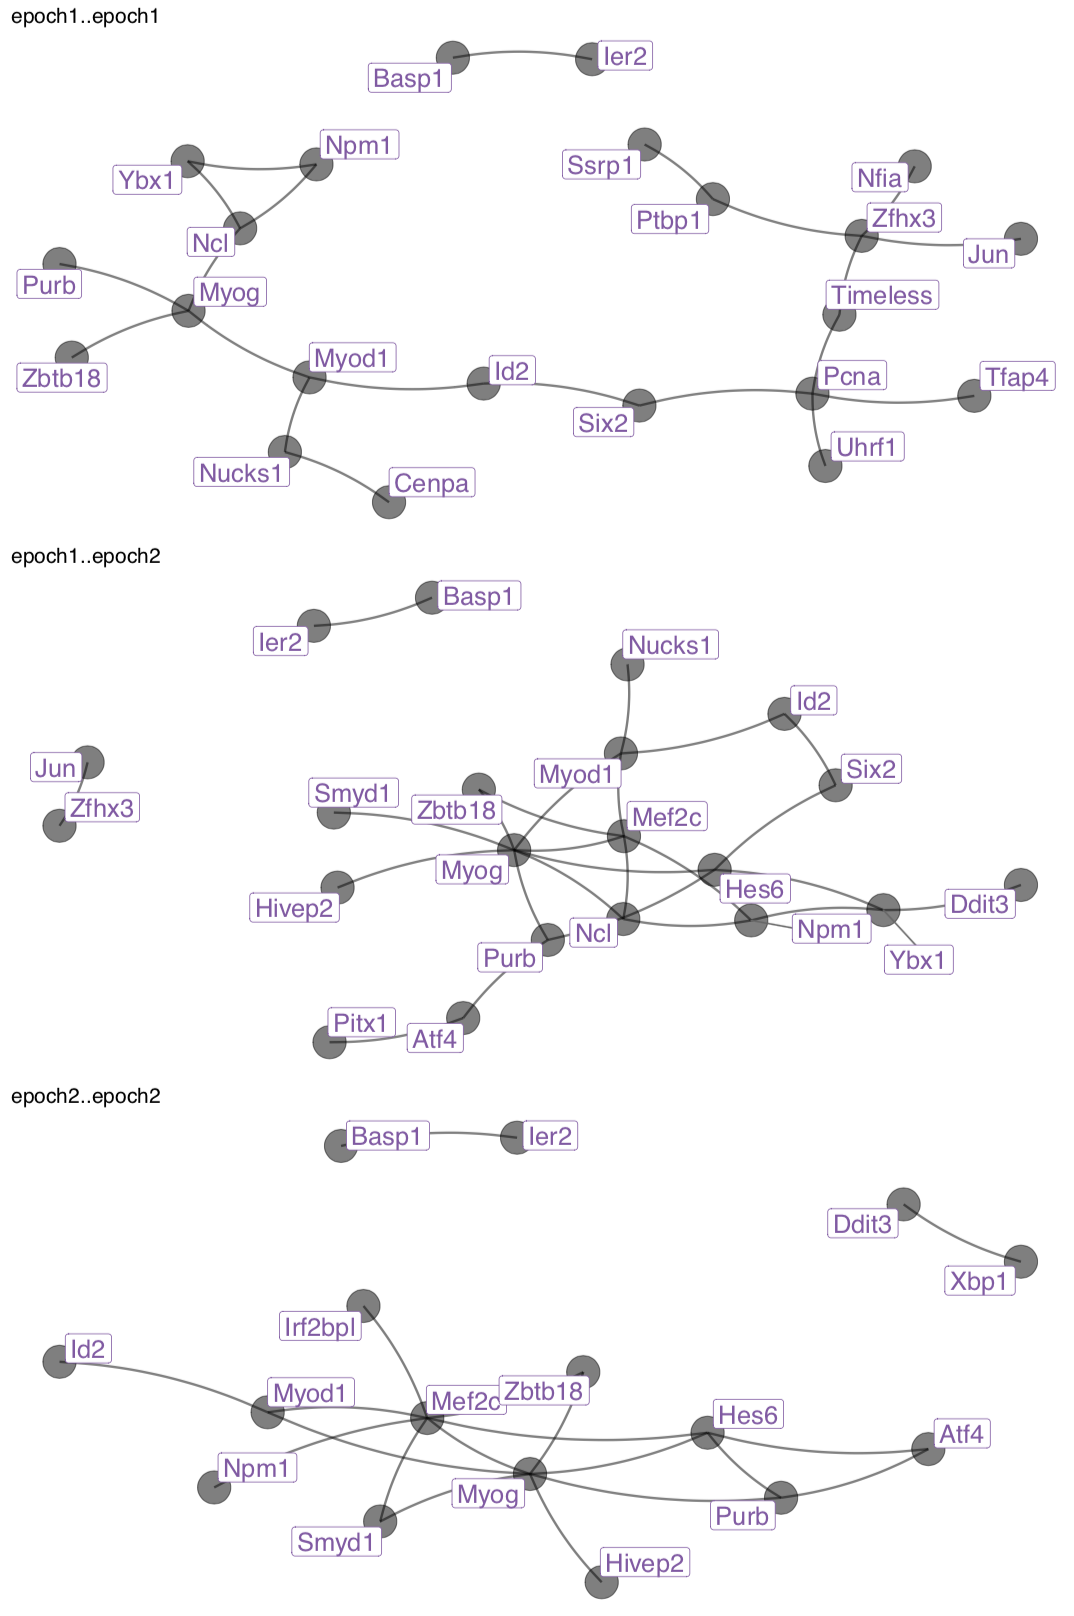 epoch1..epoch1
Basp1
Ier2
Ybx1
Npm1
Ssrp1
Nfia
Ptbp1
Zfhx3
Ncl
Jun
Purb
Myog
Timeless
Zbtb18
Myod1
Id2
Pcna
Tfap4
Six2
Uhrf1
Nucks1
Cenpa
epoch1..epoch2
Basp1
Ier2
Nucks1
Id2
Jun
Myod1
Six2
Zfhx3
Smyd1
Zbtb18
Mef2c
Myog
Hes6
Hivep2
Ddit3
Ncl
Npm1
Purb
Ybx1
Pitx1
Atf4
epoch2..epoch2
Basp1
Ier2
Ddit3
Xbp1
Irf2bpl
Id2
Myod1
Mef2c
Zbtb18
Hes6
Atf4
Npm1
Myog
Purb
Smyd1
Hivep2